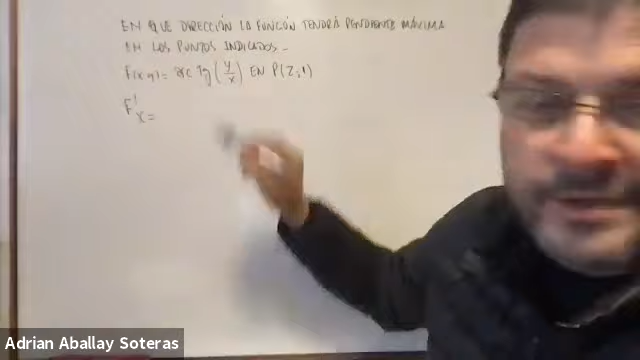 EN QUE DIRECCIÓN LA FUNCIÓN TENDRÁ PENDIENTE MÁXIMA
EN LOS PUNTOS INDICADOS -
F(x,y) = arc Tg (y/x) EN P(2,1)
F'x =
Adrian Aballay Soteras